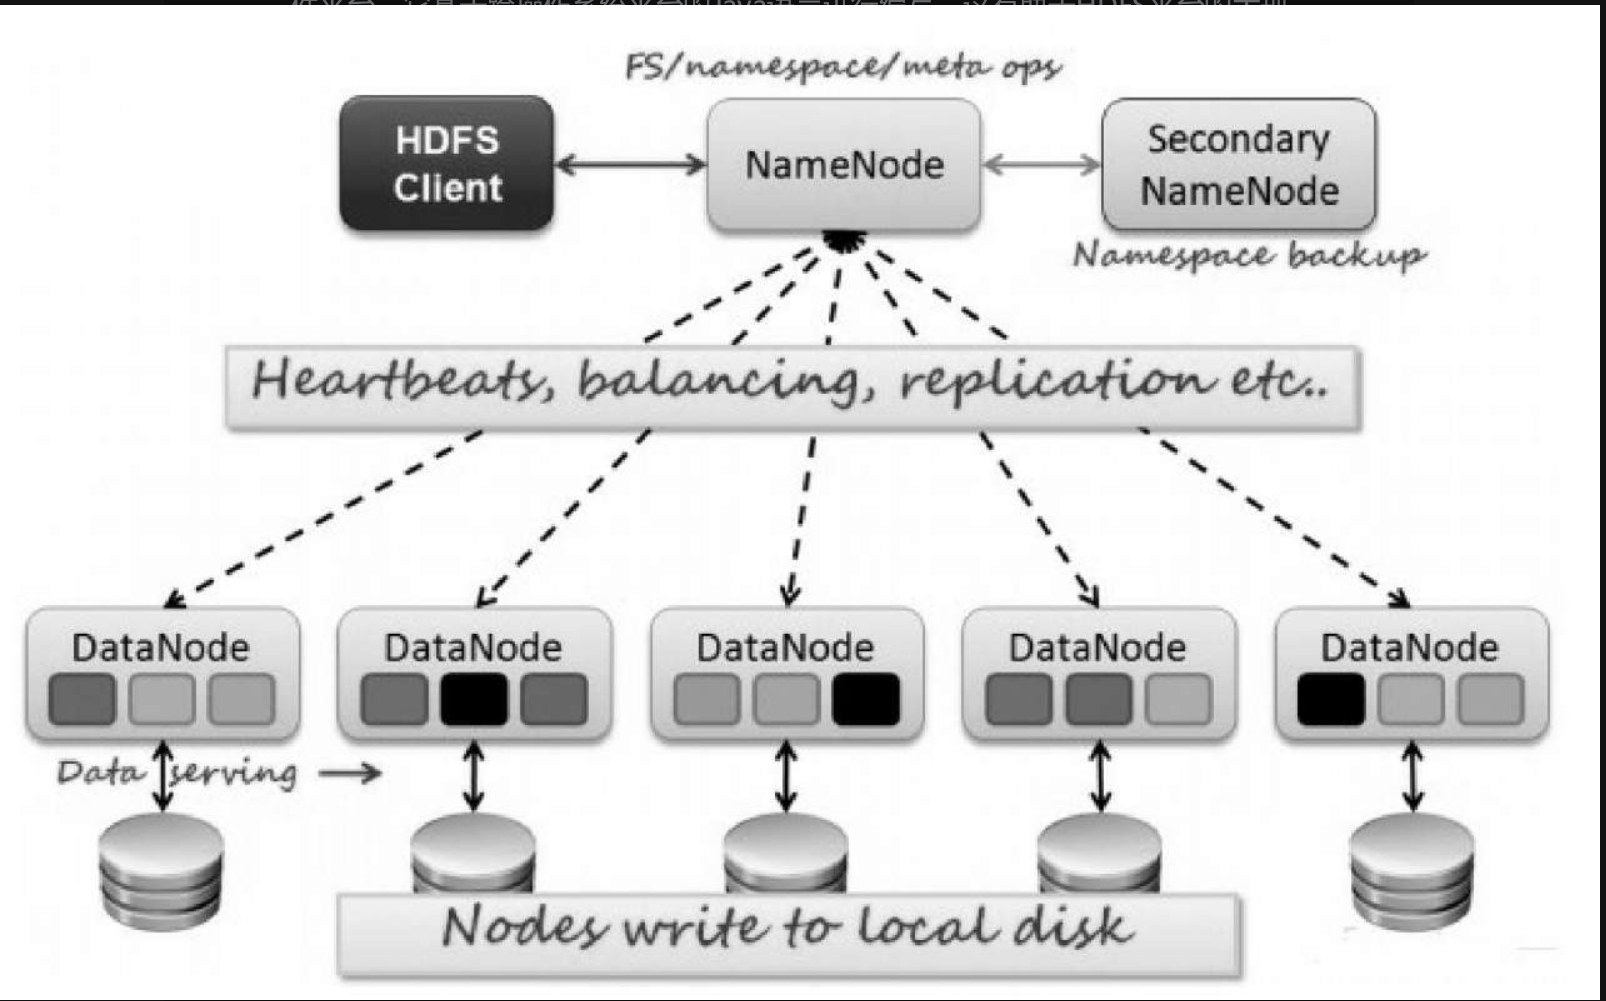 FS/namespace/meta ops
HDFS
Client
NameNode
Secondary
NameNode
Namespace backup
Heartbeats, balancing, replication etc..
DataNode
DataNode
DataNode
DataNode
DataNode
Data serving
Nodes write to local disk